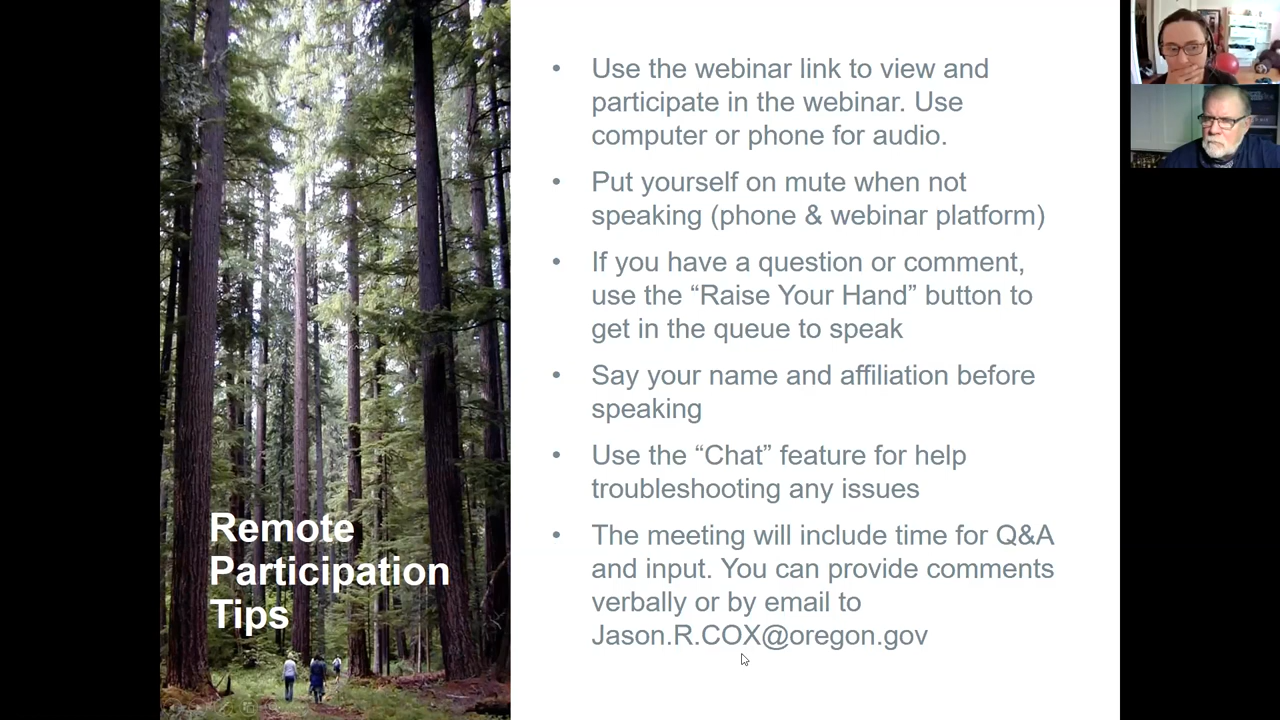 Remote
Participation
Tips
• Use the webinar link to view and
participate in the webinar. Use
computer or phone for audio.
• Put yourself on mute when not
speaking (phone & webinar platform)
• If you have a question or comment,
use the “Raise Your Hand” button to
get in the queue to speak
• Say your name and affiliation before
speaking
• Use the “Chat” feature for help
troubleshooting any issues
• The meeting will include time for Q&A
and input. You can provide comments
verbally or by email to
Jason.R.COX@oregon.gov